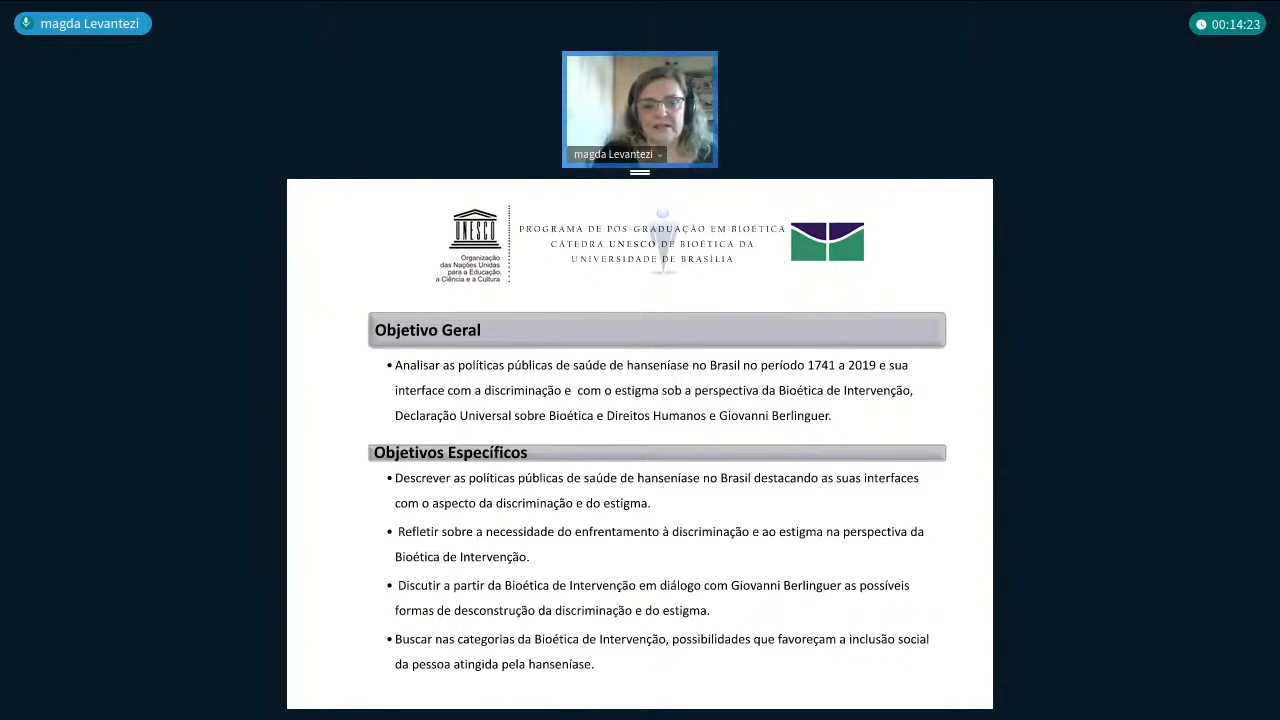 magda Levantezi
00:14:23
magda Levantezi
UNESCO
Organização
das Nações Unidas
para a Educação,
a Ciência e a Cultura
PROGRAMA DE PÓS-GRADUAÇÃO EM BIOÉTICA
CÁTEDRA UNESCO DE BIOÉTICA DA
UNIVERSIDADE DE BRASÍLIA
Objetivo Geral
• Analisar as políticas públicas de saúde de hanseníase no Brasil no período 1741 a 2019 e sua
interface com a discriminação e com o estigma sob a perspectiva da Bioética de Intervenção,
Declaração Universal sobre Bioética e Direitos Humanos e Giovanni Berlinguer.
Objetivos Específicos
• Descrever as políticas públicas de saúde de hanseníase no Brasil destacando as suas interfaces
com o aspecto da discriminação e do estigma.
• Refletir sobre a necessidade do enfrentamento à discriminação e ao estigma na perspectiva da
Bioética de Intervenção.
• Discutir a partir da Bioética de Intervenção em diálogo com Giovanni Berlinguer as possíveis
formas de desconstrução da discriminação e do estigma.
• Buscar nas categorias da Bioética de Intervenção, possibilidades que favoreçam a inclusão social
da pessoa atingida pela hanseníase.